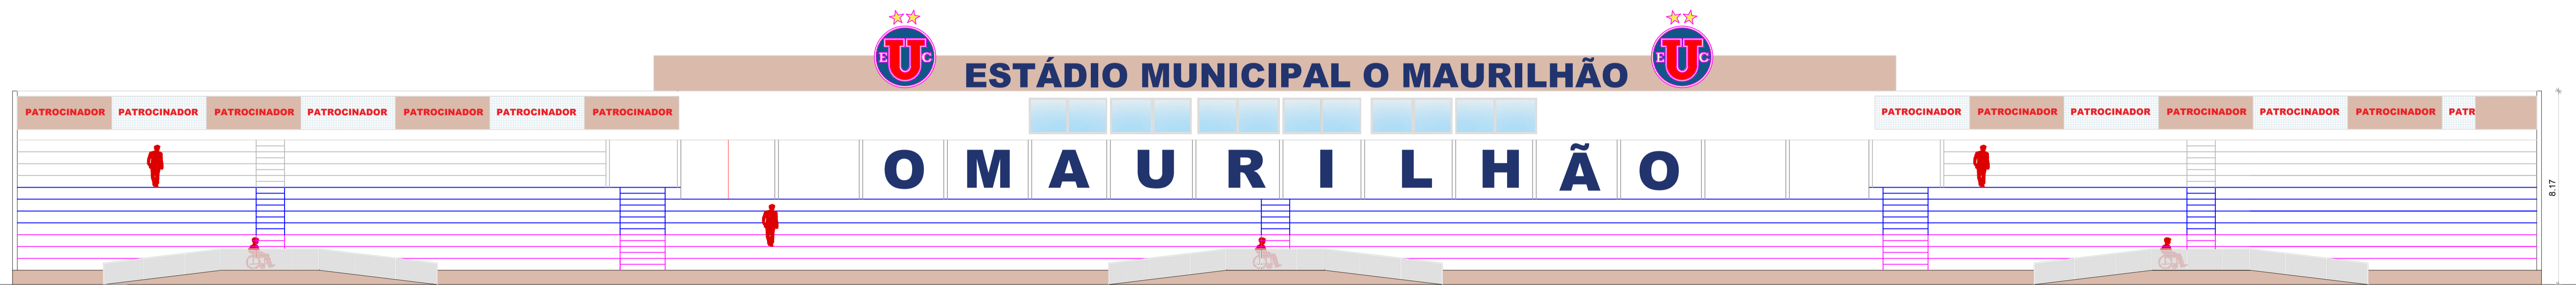 E U C
E U C
ESTÁDIO MUNICIPAL O MAURILHÃO
PATROCINADOR PATROCINADOR PATROCINADOR PATROCINADOR PATROCINADOR PATROCINADOR PATROCINADOR
PATROCINADOR PATROCINADOR PATROCINADOR PATROCINADOR PATROCINADOR PATROCINADOR PATR
O M A U R I L H Ã O
8.17